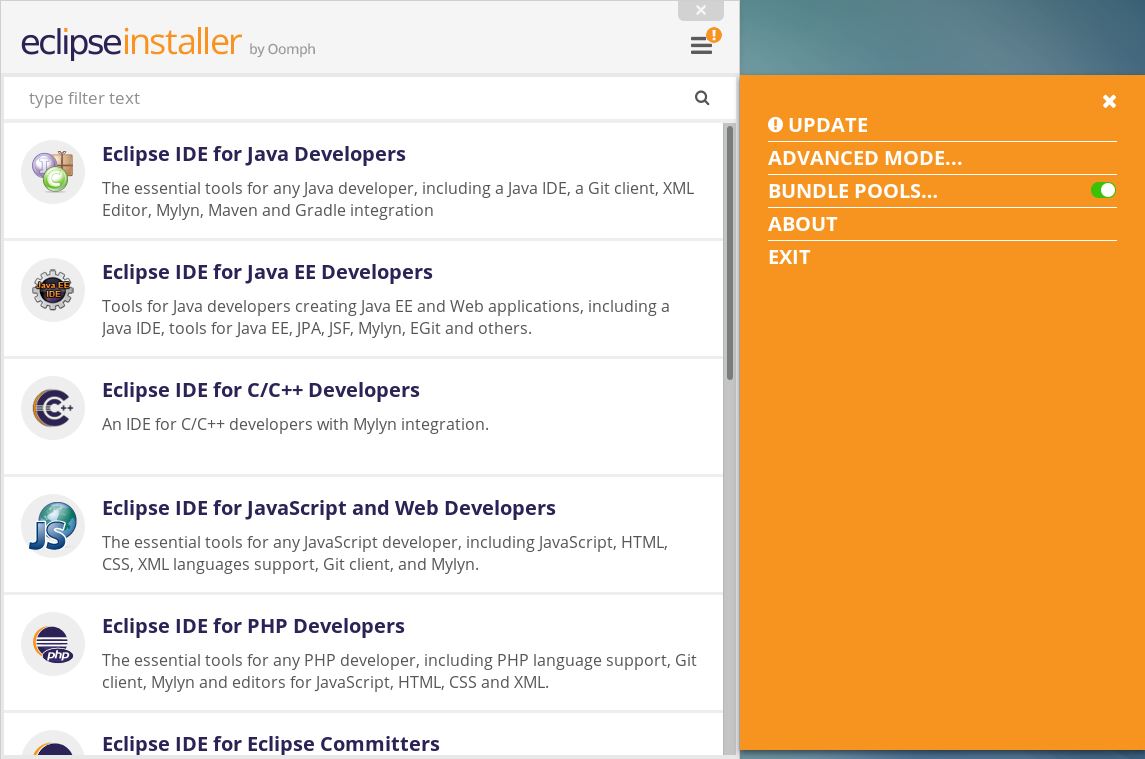 eclipseinstaller by Oomph
type filter text
Eclipse IDE for Java Developers
The essential tools for any Java developer, including a Java IDE, a Git client, XML
Editor, Mylyn, Maven and Gradle integration
Java EE
IDE
Eclipse IDE for Java EE Developers
Tools for Java developers creating Java EE and Web applications, including a
Java IDE, tools for Java EE, JPA, JSF, Mylyn, EGit and others.
C++
Eclipse IDE for C/C++ Developers
An IDE for C/C++ developers with Mylyn integration.
JS
Eclipse IDE for JavaScript and Web Developers
The essential tools for any JavaScript developer, including JavaScript, HTML,
CSS, XML languages support, Git client, and Mylyn.
php
Eclipse IDE for PHP Developers
The essential tools for any PHP developer, including PHP language support, Git
client, Mylyn and editors for JavaScript, HTML, CSS and XML.
Eclipse IDE for Eclipse Committers
UPDATE
ADVANCED MODE...
BUNDLE POOLS...
ABOUT
EXIT